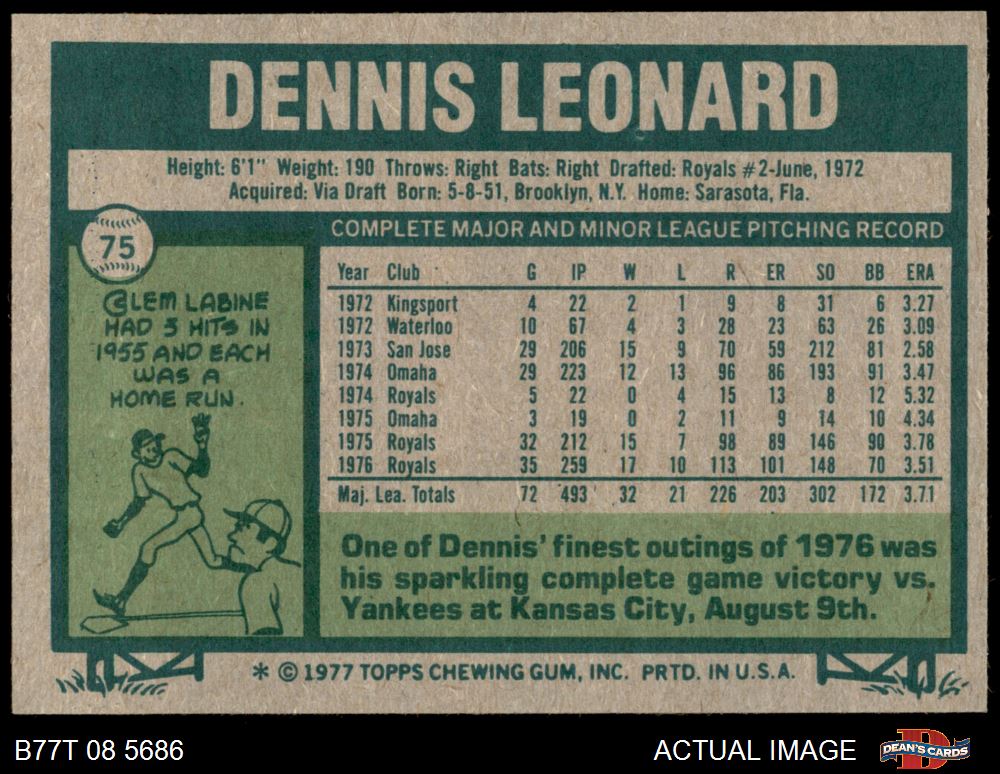 DENNIS LEONARD
Height: 6'1" Weight: 190 Throws: Right Bats: Right Drafted: Royals #2-June, 1972
Acquired: Via Draft Born: 5-8-51, Brooklyn, N.Y. Home: Sarasota, Fla.
75
CLEM LABINE
HAD 3 HITS IN
1955 AND EACH
WAS A
HOME RUN.
COMPLETE MAJOR AND MINOR LEAGUE PITCHING RECORD
Year Club G IP W L R ER SO BB ERA
1972 Kingsport 4 22 2 1 9 8 31 6 3.27
1972 Waterloo 10 67 4 3 28 23 63 26 3.09
1973 San Jose 29 206 15 9 70 59 212 81 2.58
1974 Omaha 29 223 12 13 96 86 193 91 3.47
1974 Royals 5 22 0 4 15 13 8 12 5.32
1975 Omaha 3 19 0 2 11 9 14 10 4.34
1975 Royals 32 212 15 7 98 89 146 90 3.78
1976 Royals 35 259 17 10 113 101 148 70 3.51
Maj. Lea. Totals 72 493 32 21 226 203 302 172 3.71
One of Dennis' finest outings of 1976 was
his sparkling complete game victory vs.
Yankees at Kansas City, August 9th.
* © 1977 TOPPS CHEWING GUM, INC. PRTD. IN U.S.A.
B77T 08 5686
ACTUAL IMAGE
DEAN'S CARDS